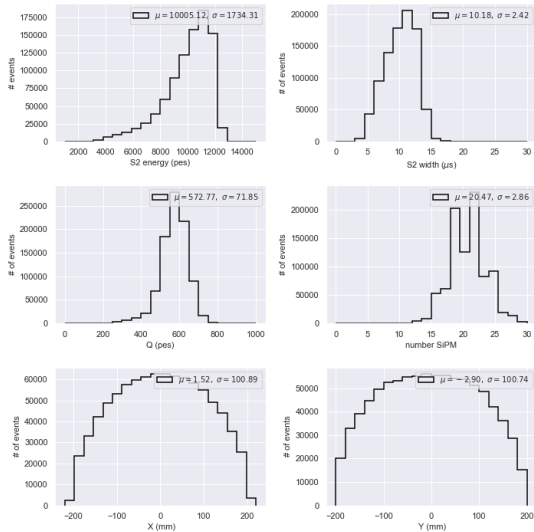 μ = 10005.12, σ = 1734.31
175000
150000
125000
100000
75000
50000
25000
0
# of events
2000 4000 6000 8000 10000 12000 14000
S2 energy (pes)
μ = 10.18, σ = 2.42
200000
150000
100000
50000
0
# of events
0 5 10 15 20 25 30
S2 width (μs)
μ = 572.77, σ = 71.85
250000
200000
150000
100000
50000
0
# of events
0 200 400 600 800 1000
Q (pes)
μ = 20.47, σ = 2.86
200000
150000
100000
50000
0
# of events
0 5 10 15 20 25 30
number SiPM
μ = 1.52, σ = 100.89
60000
50000
40000
30000
20000
10000
0
# of events
−200 −100 0 100 200
X (mm)
μ = −2.90, σ = 100.74
50000
40000
30000
20000
10000
0
# of events
−200 −100 0 100 200
Y (mm)